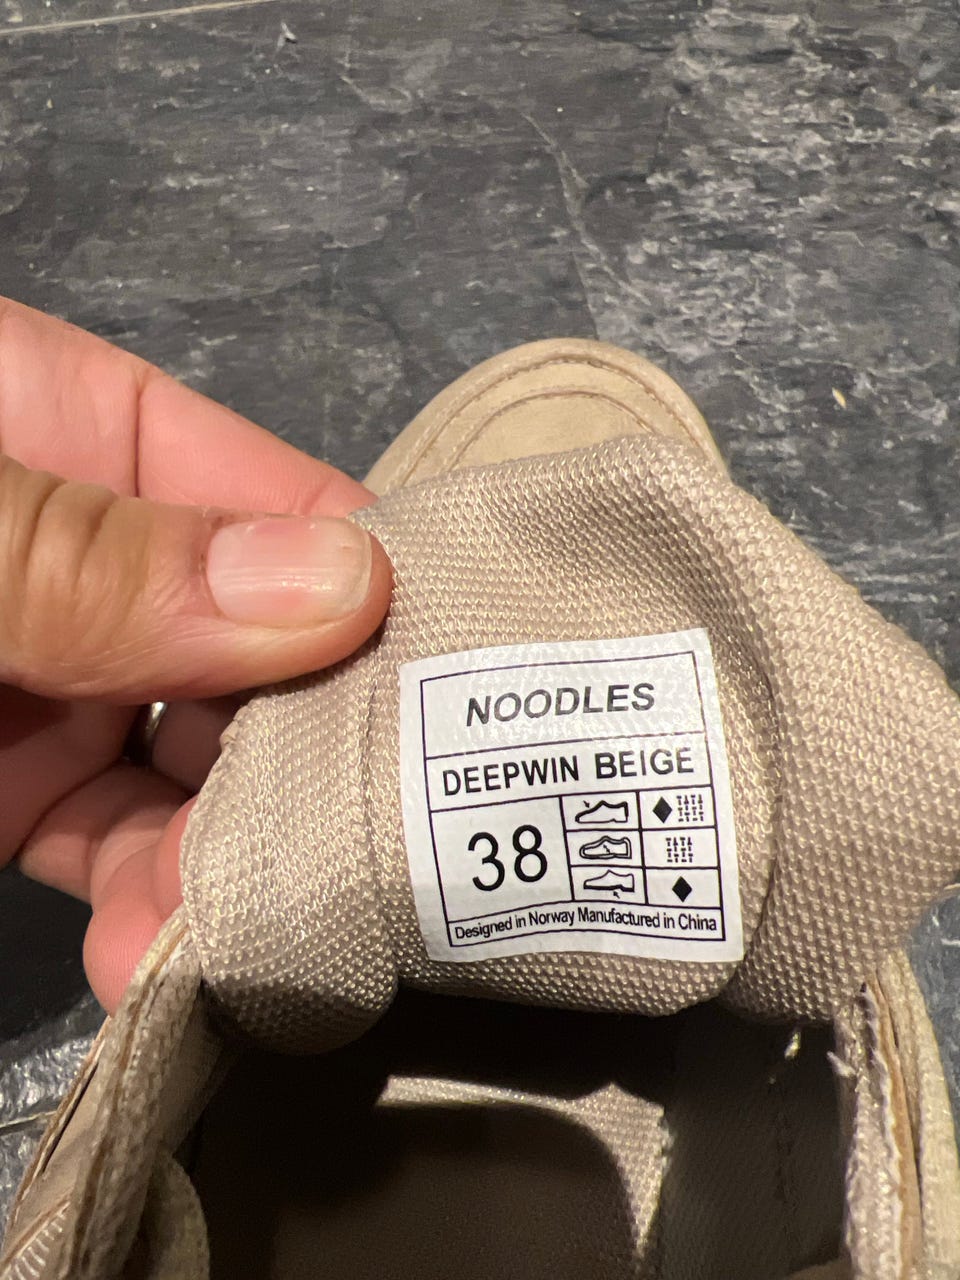 NOODLES
DEEPWIN BEIGE
38
Designed in Norway Manufactured in China